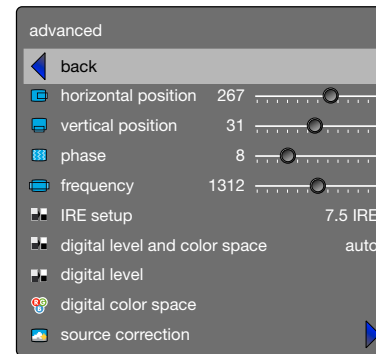 advanced
back
horizontal position 267
vertical position 31
phase 8
frequency 1312
IRE setup 7.5 IRE
digital level and color space auto
digital level
digital color space
source correction